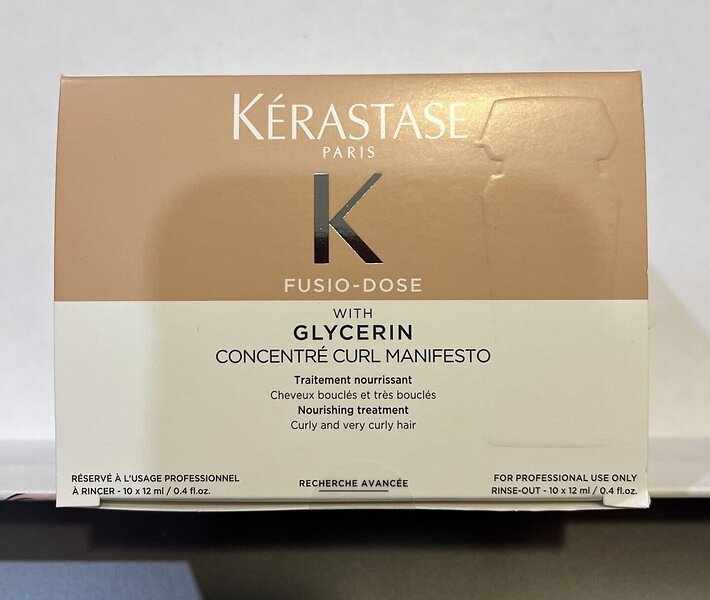 KÉRASTASE
PARIS
K
FUSIO-DOSE
WITH
GLYCERIN
CONCENTRÉ CURL MANIFESTO
Traitement nourrissant
Cheveux bouclés et très bouclés
Nourishing treatment
Curly and very curly hair
RÉSERVÉ À L'USAGE PROFESSIONNEL
À RINCER - 10 x 12 ml / 0.4 fl.oz.
RECHERCHE AVANCÉE
FOR PROFESSIONAL USE ONLY
RINSE-OUT - 10 x 12 ml / 0.4 fl.oz.